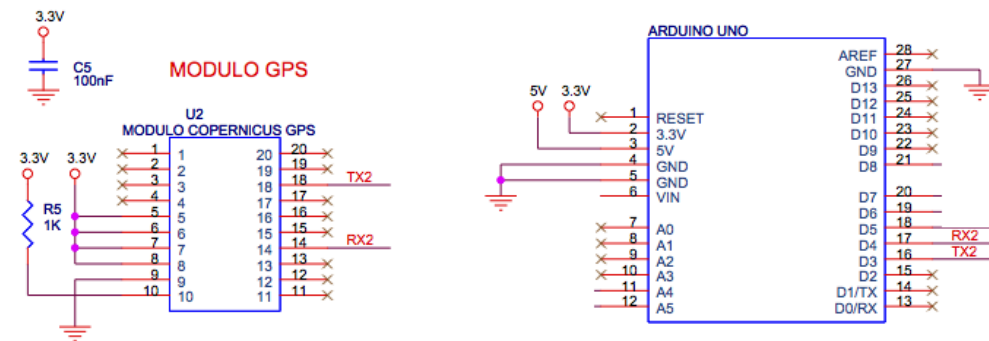 3.3V
C5
100nF
MODULO GPS
U2
MODULO COPERNICUS GPS
3.3V 3.3V
R5
1K
1 1 20 20
2 2 19 19
3 3 18 18 TX2
4 4 17 17
5 5 16 16
6 6 15 15
7 7 14 14 RX2
8 8 13 13
9 9 12 12
10 10 11 11
ARDUINO UNO
5V 3.3V
1 RESET
2 3.3V
3 5V
4 GND
5 GND
6 VIN
7 A0
8 A1
9 A2
10 A3
11 A4
12 A5
AREF 28
GND 27
D13 26
D12 25
D11 24
D10 23
D9 22
D8 21
D7 20
D6 19
D5 18
D4 17 RX2
D3 16 TX2
D2 15
D1/TX 14
D0/RX 13